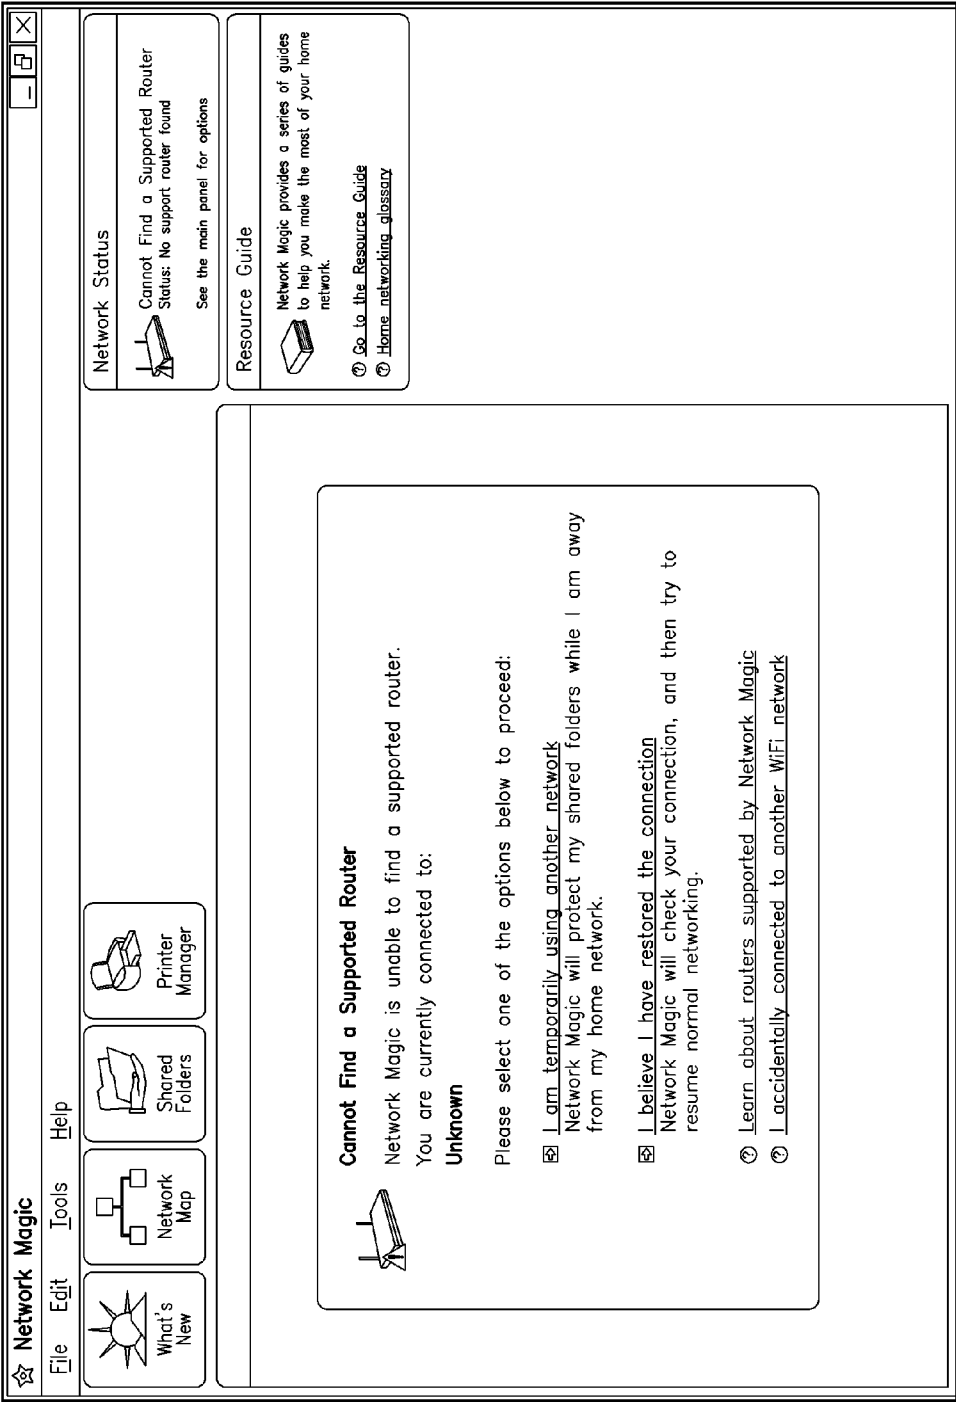 Network Magic
File Edit Tools Help
What's
New
Network
Map
Shared
Folders
Printer
Manager
Cannot Find a Supported Router
Network Magic is unable to find a supported router.
You are currently connected to:
Unknown
Please select one of the options below to proceed:
I am temporarily using another network
Network Magic will protect my shared folders while I am away
from my home network.
I believe I have restored the connection
Network Magic will check your connection, and then try to
resume normal networking.
? Learn about routers supported by Network Magic
? I accidentally connected to another WiFi network
Network Status
Cannot Find a Supported Router
Status: No support router found
See the main panel for options
Resource Guide
Network Magic provides a series of guides
to help you make the most of your home
network.
? Go to the Resource Guide
? Home networking glossary